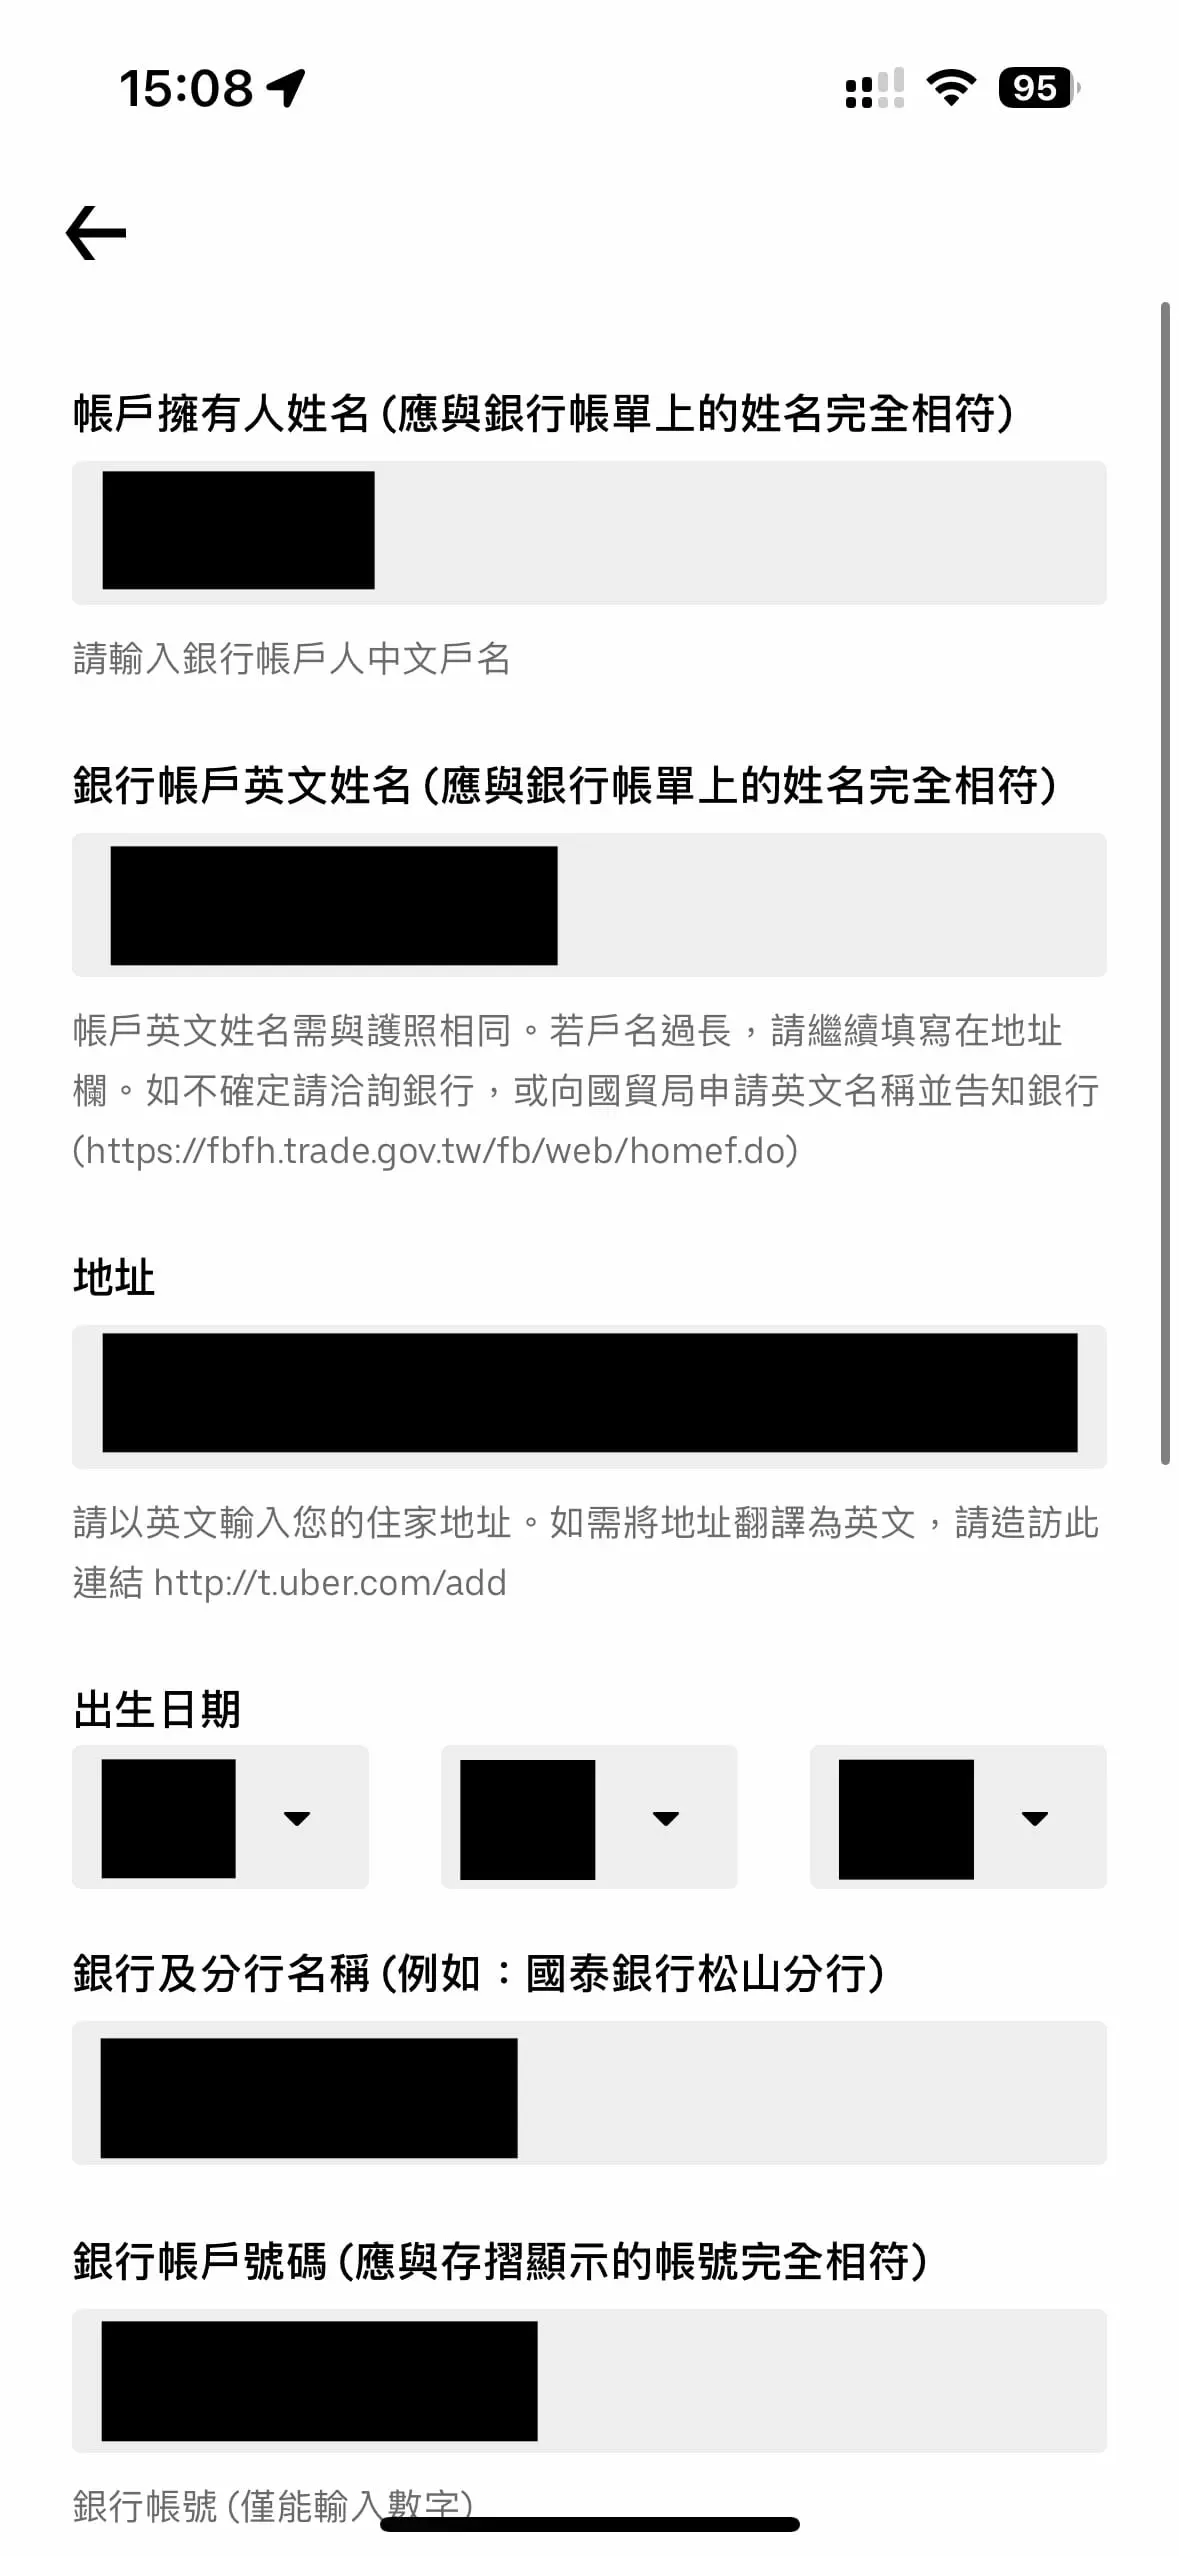 15:08
95
帳戶擁有人姓名 (應與銀行帳單上的姓名完全相符)
請輸入銀行帳戶人中文戶名
銀行帳戶英文姓名 (應與銀行帳單上的姓名完全相符)
帳戶英文姓名需與護照相同。若戶名過長，請繼續填寫在地址
欄。如不確定請洽詢銀行，或向國貿局申請英文名稱並告知銀行
(https://fbfh.trade.gov.tw/fb/web/homef.do)
地址
請以英文輸入您的住家地址。如需將地址翻譯為英文，請造訪此
連結 http://t.uber.com/add
出生日期
銀行及分行名稱 (例如：國泰銀行松山分行)
銀行帳戶號碼 (應與存摺顯示的帳號完全相符)
銀行帳號 (僅能輸入數字)